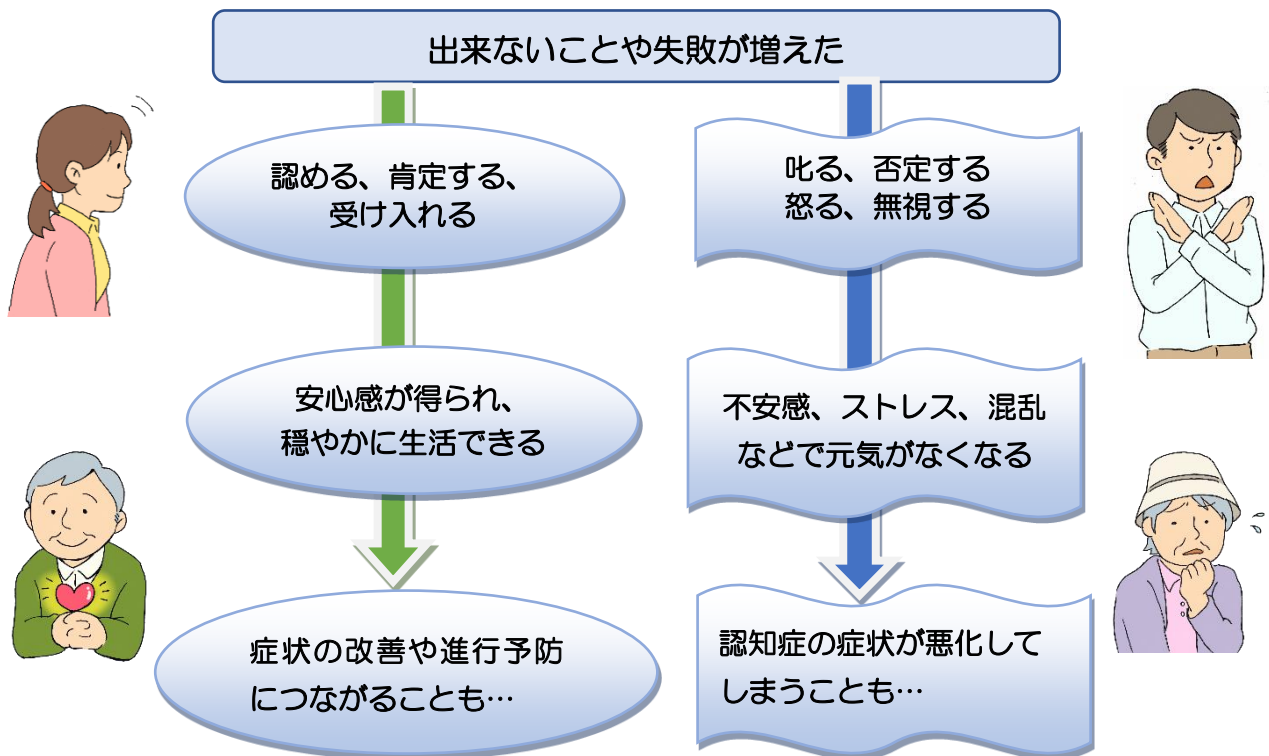 出来ないことや失敗が増えた
認める、肯定する、
受け入れる
安心感が得られ、
穏やかに生活できる
症状の改善や進行予防
につながることも…
叱る、否定する
怒る、無視する
不安感、ストレス、混乱
などで元気がなくなる
認知症の症状が悪化して
しまうことも…